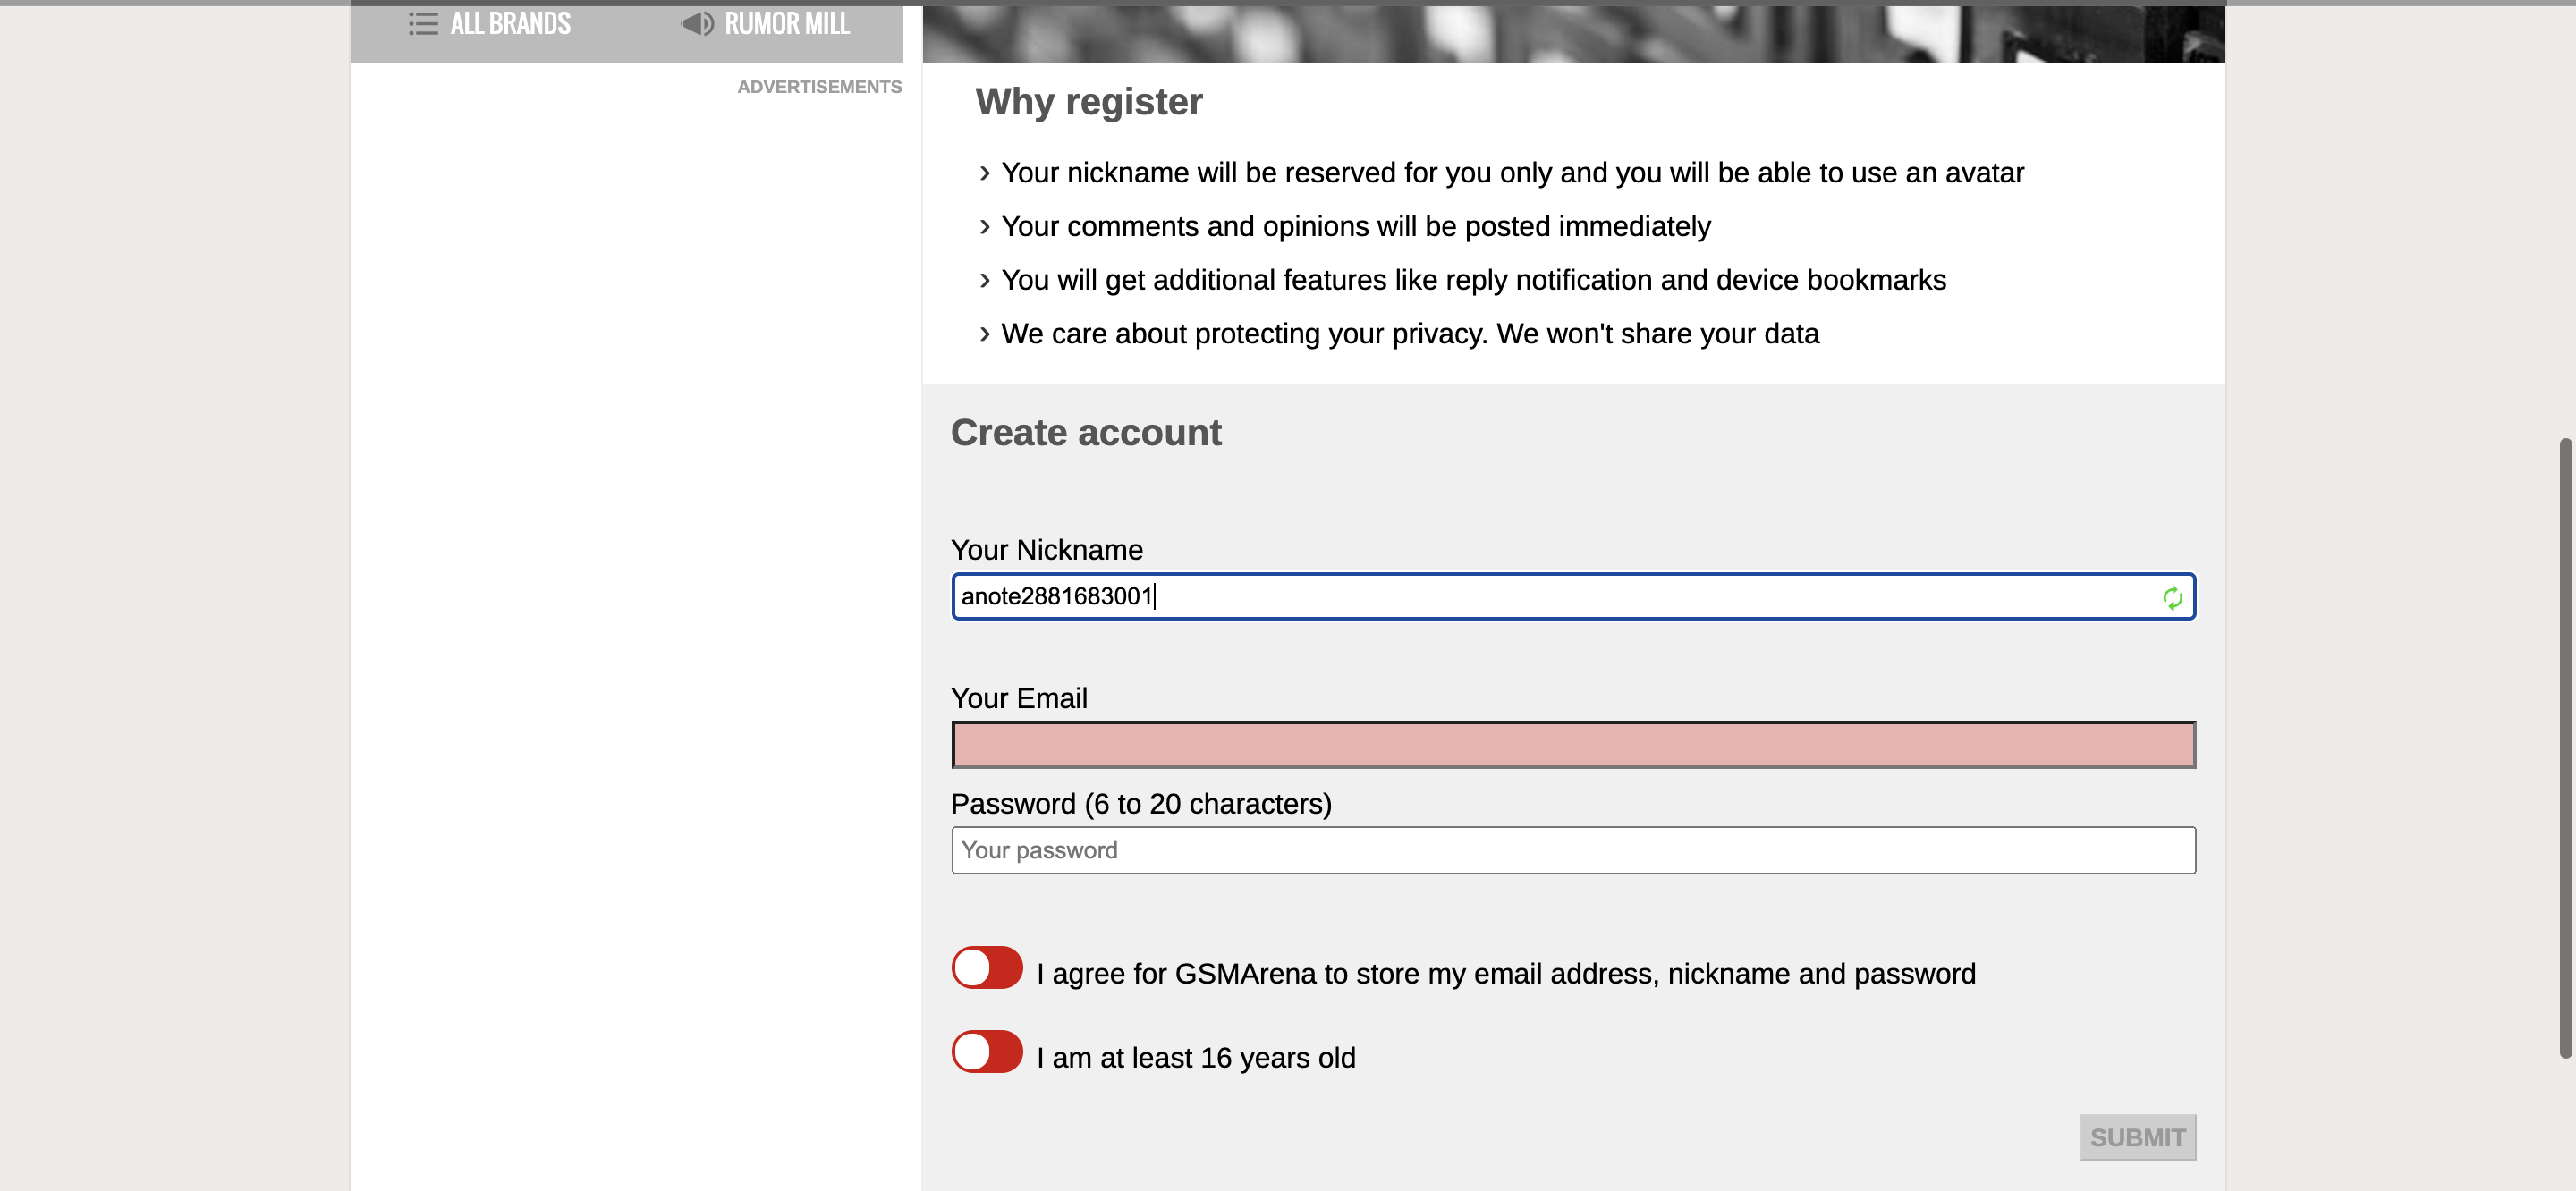 ALL BRANDS
RUMOR MILL
ADVERTISEMENTS
Why register
› Your nickname will be reserved for you only and you will be able to use an avatar
› Your comments and opinions will be posted immediately
› You will get additional features like reply notification and device bookmarks
› We care about protecting your privacy. We won't share your data
Create account
Your Nickname
anote2881683001
Your Email
Password (6 to 20 characters)
Your password
I agree for GSMArena to store my email address, nickname and password
I am at least 16 years old
SUBMIT